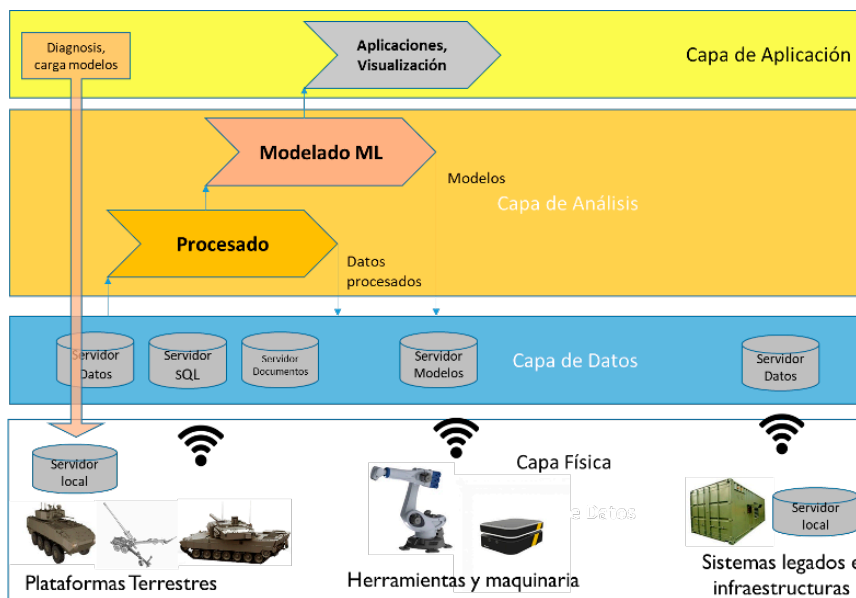 Diagnosis,
carga modelos
Aplicaciones,
Visualización
Capa de Aplicación
Modelado ML
Modelos
Capa de Análisis
Procesado
Datos
procesados
Servidor
Datos
Servidor
SQL
Servidor
Documentos
Servidor
Modelos
Capa de Datos
Servidor
Datos
Servidor
local
Capa Física
e Datos
Servidor
local
Plataformas Terrestres
Herramientas y maquinaria
Sistemas legados e
infraestructuras